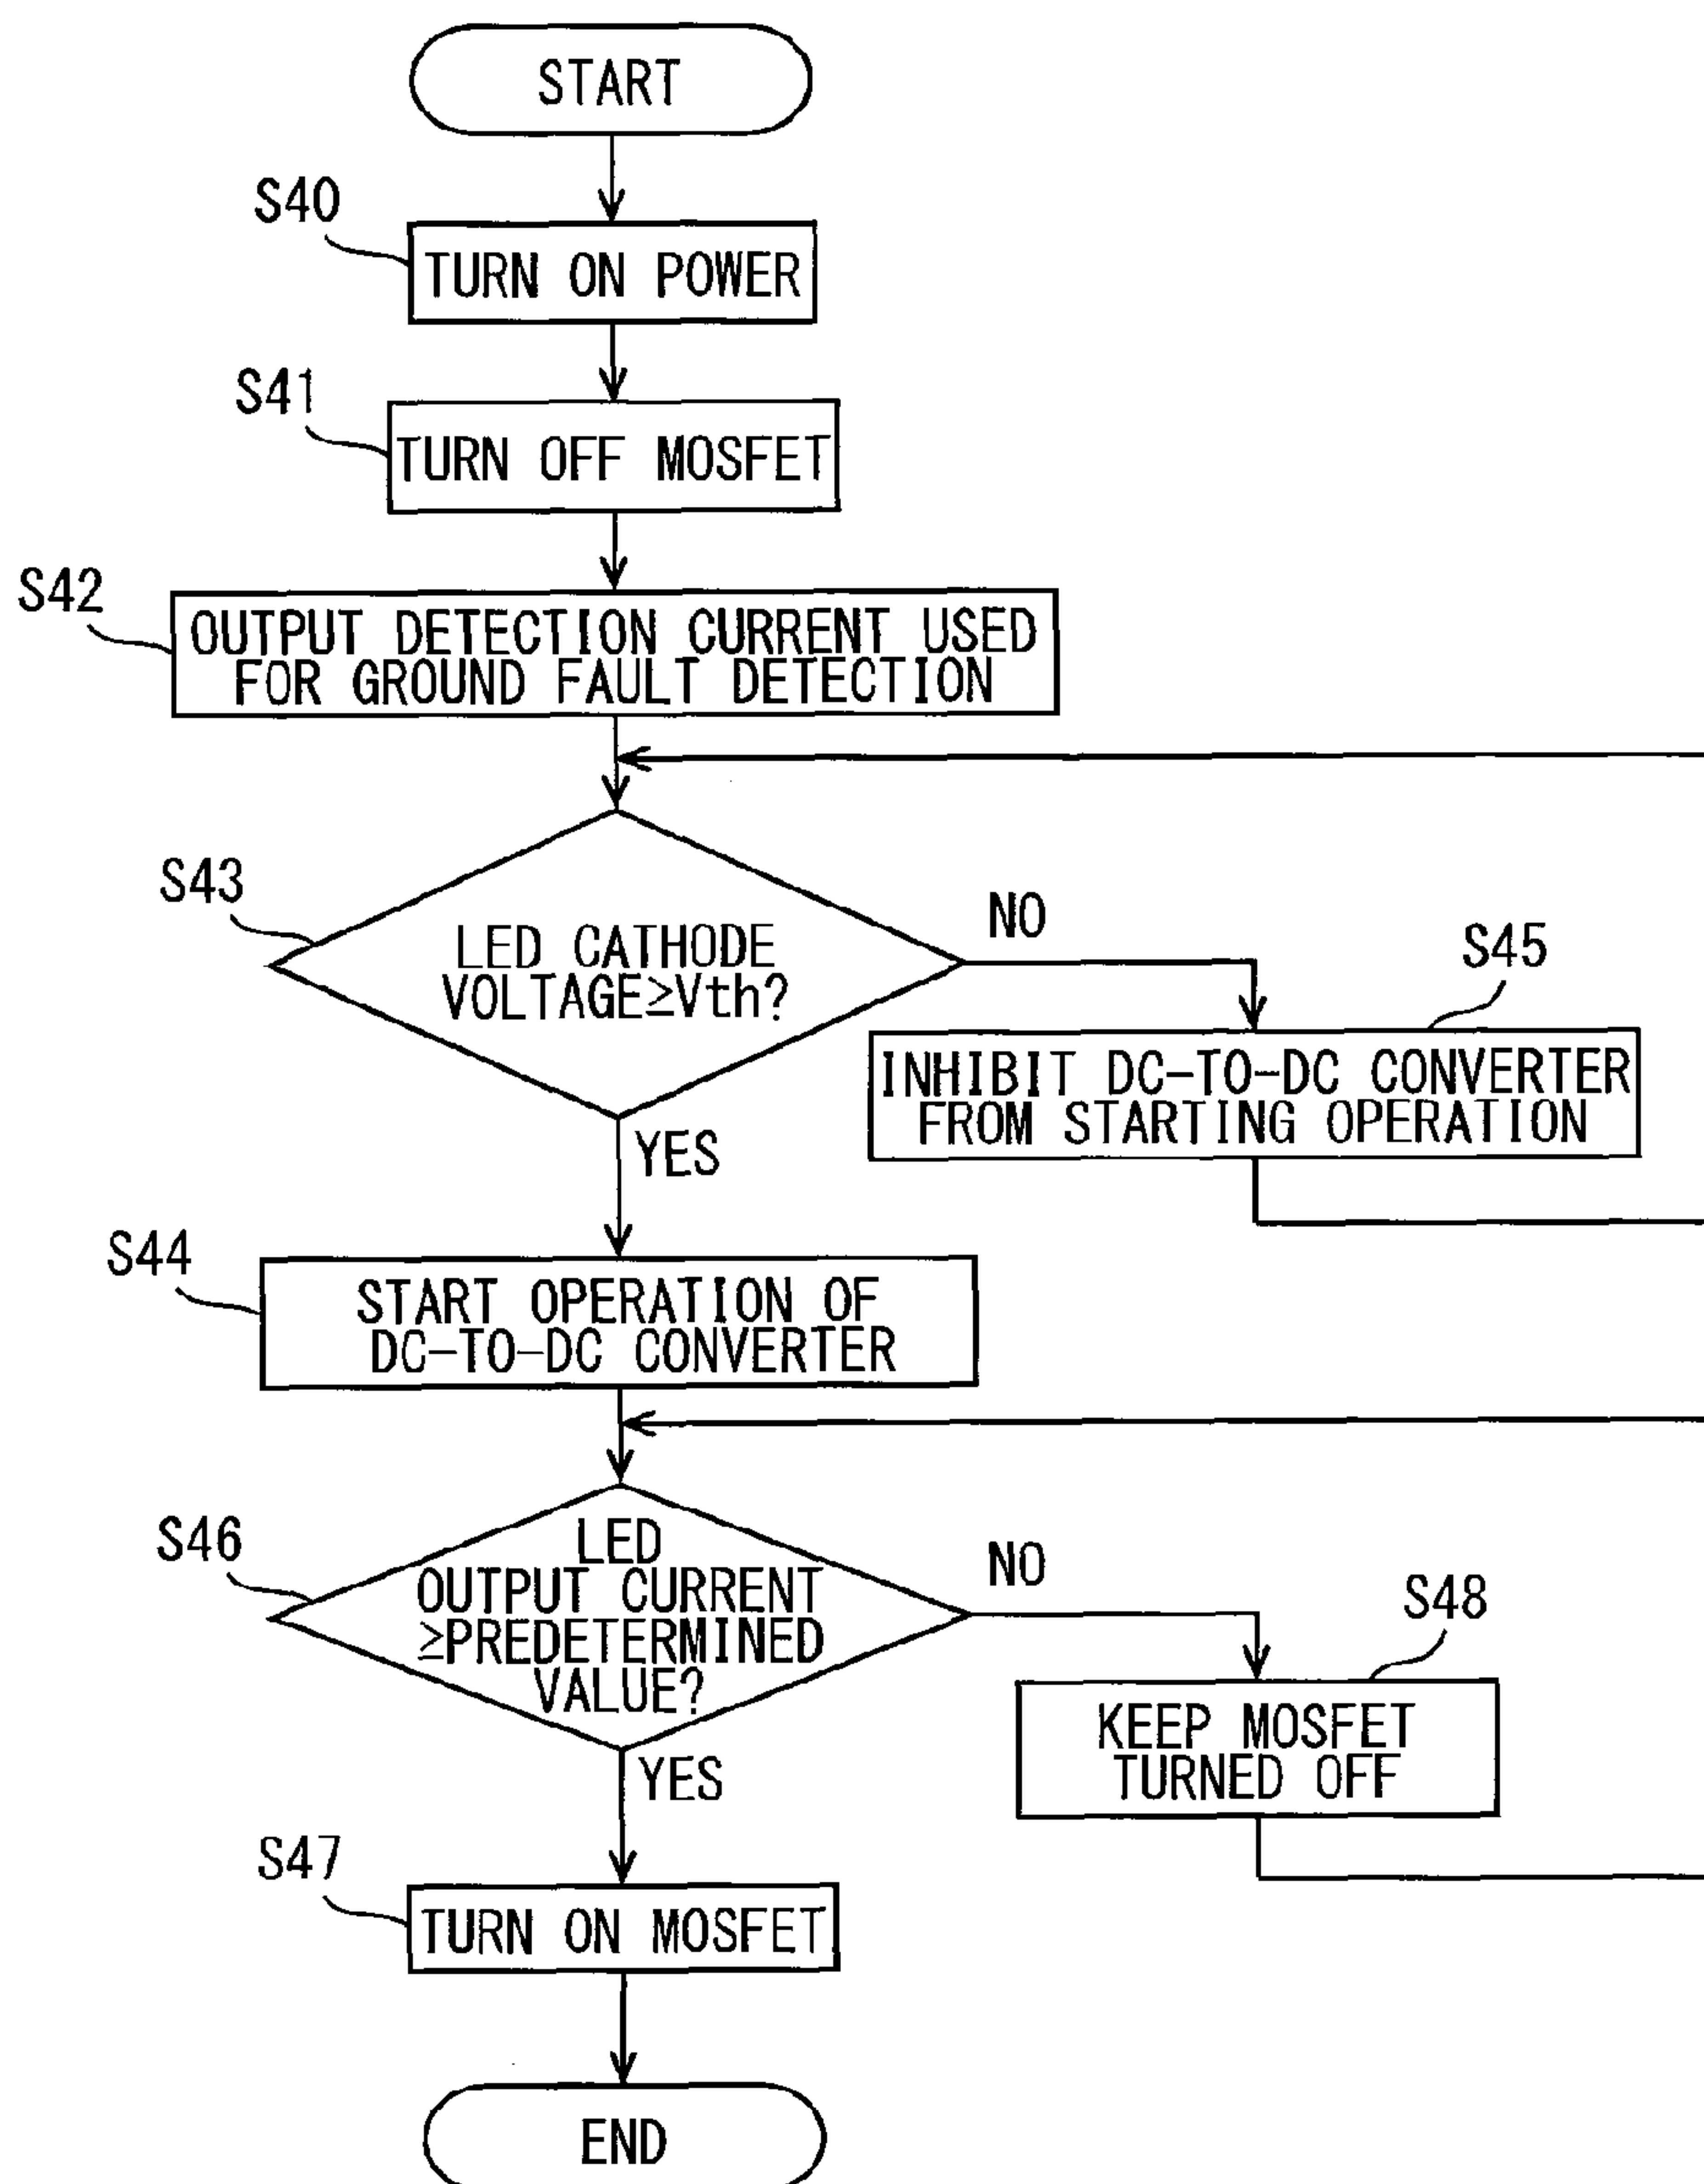 START
S40
TURN ON POWER
S41
TURN OFF MOSFET
S42
OUTPUT DETECTION CURRENT USED
FOR GROUND FAULT DETECTION
S43
LED CATHODE
VOLTAGE≥Vth?
NO
YES
S45
INHIBIT DC-TO-DC CONVERTER
FROM STARTING OPERATION
S44
START OPERATION OF
DC-TO-DC CONVERTER
S46
LED
OUTPUT CURRENT
≥PREDETERMINED
VALUE?
NO
YES
S48
KEEP MOSFET
TURNED OFF
S47
TURN ON MOSFET
END